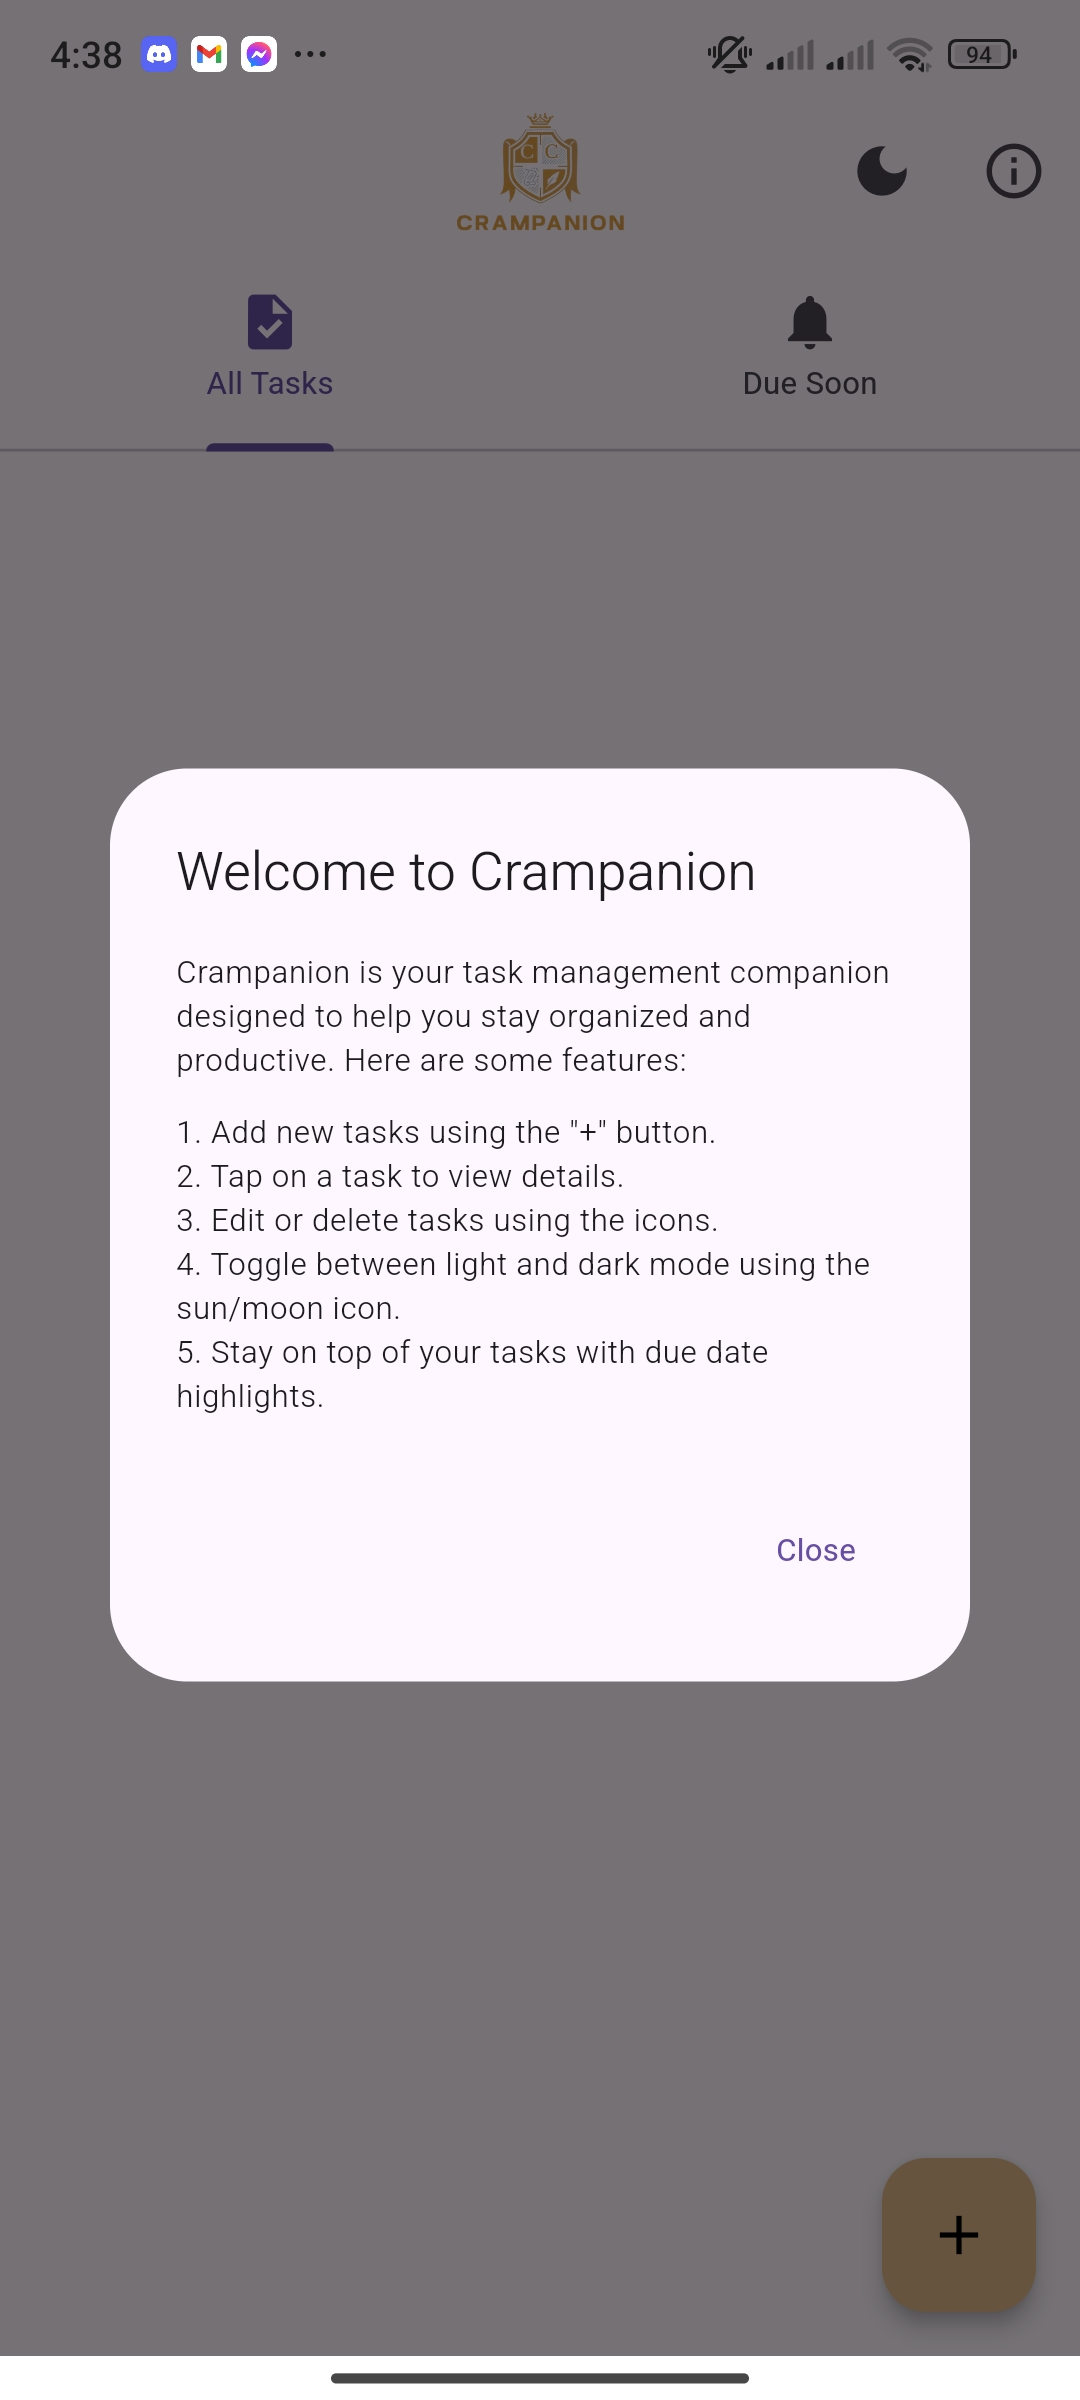 4:38
94
C C
CRAMPANION
All Tasks
Due Soon
Welcome to Crampanion
Crampanion is your task management companion
designed to help you stay organized and
productive. Here are some features:
1. Add new tasks using the "+" button.
2. Tap on a task to view details.
3. Edit or delete tasks using the icons.
4. Toggle between light and dark mode using the
sun/moon icon.
5. Stay on top of your tasks with due date
highlights.
Close